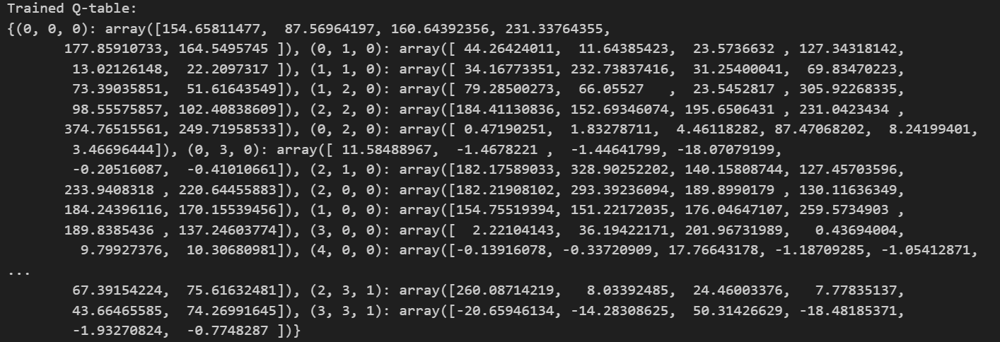 Trained Q-table:
{(0, 0, 0): array([154.65811477,  87.56964197, 160.64392356, 231.33764355,
       177.85910733, 164.5495745 ]), (0, 1, 0): array([ 44.26424011,  11.64385423,  23.5736632 , 127.34318142,
        13.02126148,  22.2097317 ]), (1, 1, 0): array([ 34.16773351, 232.73837416,  31.25400041,  69.83470223,
        73.39035851,  51.61643549]), (1, 2, 0): array([ 79.28500273,  66.05527   ,  23.5452817 , 305.92268335,
        98.55575857, 102.40838609]), (2, 2, 0): array([184.41130836, 152.69346074, 195.6506431 , 231.0423434 ,
       374.76515561, 249.71958533]), (0, 2, 0): array([ 0.47190251,  1.83278711,  4.46118282, 87.47068202,  8.24199401,
        3.46696444]), (0, 3, 0): array([ 11.58488967,  -1.4678221 ,  -1.44641799, -18.07079199,
        -0.20516087,  -0.41010661]), (2, 1, 0): array([182.17589033, 328.90252202, 140.15808744, 127.45703596,
       233.9408318 , 220.64455883]), (2, 0, 0): array([182.21908102, 293.39236094, 189.8990179 , 130.11636349,
       184.24396116, 170.15539456]), (1, 0, 0): array([154.75519394, 151.22172035, 176.04647107, 259.5734903 ,
       189.8385436 , 137.24603774]), (3, 0, 0): array([  2.22104143,  36.19422171, 201.96731989,   0.43694004,
         9.79927376,  10.30680981]), (4, 0, 0): array([-0.13916078, -0.33720909, 17.76643178, -1.18709285, -1.05412871,
...
        67.39154224,  75.61632481]), (2, 3, 1): array([260.08714219,   8.03392485,  24.46003376,   7.77835137,
        43.66465585,  74.26991645]), (3, 3, 1): array([-20.65946134, -14.28308625,  50.31426629, -18.48185371,
        -1.93270824,  -0.7748287 ])}